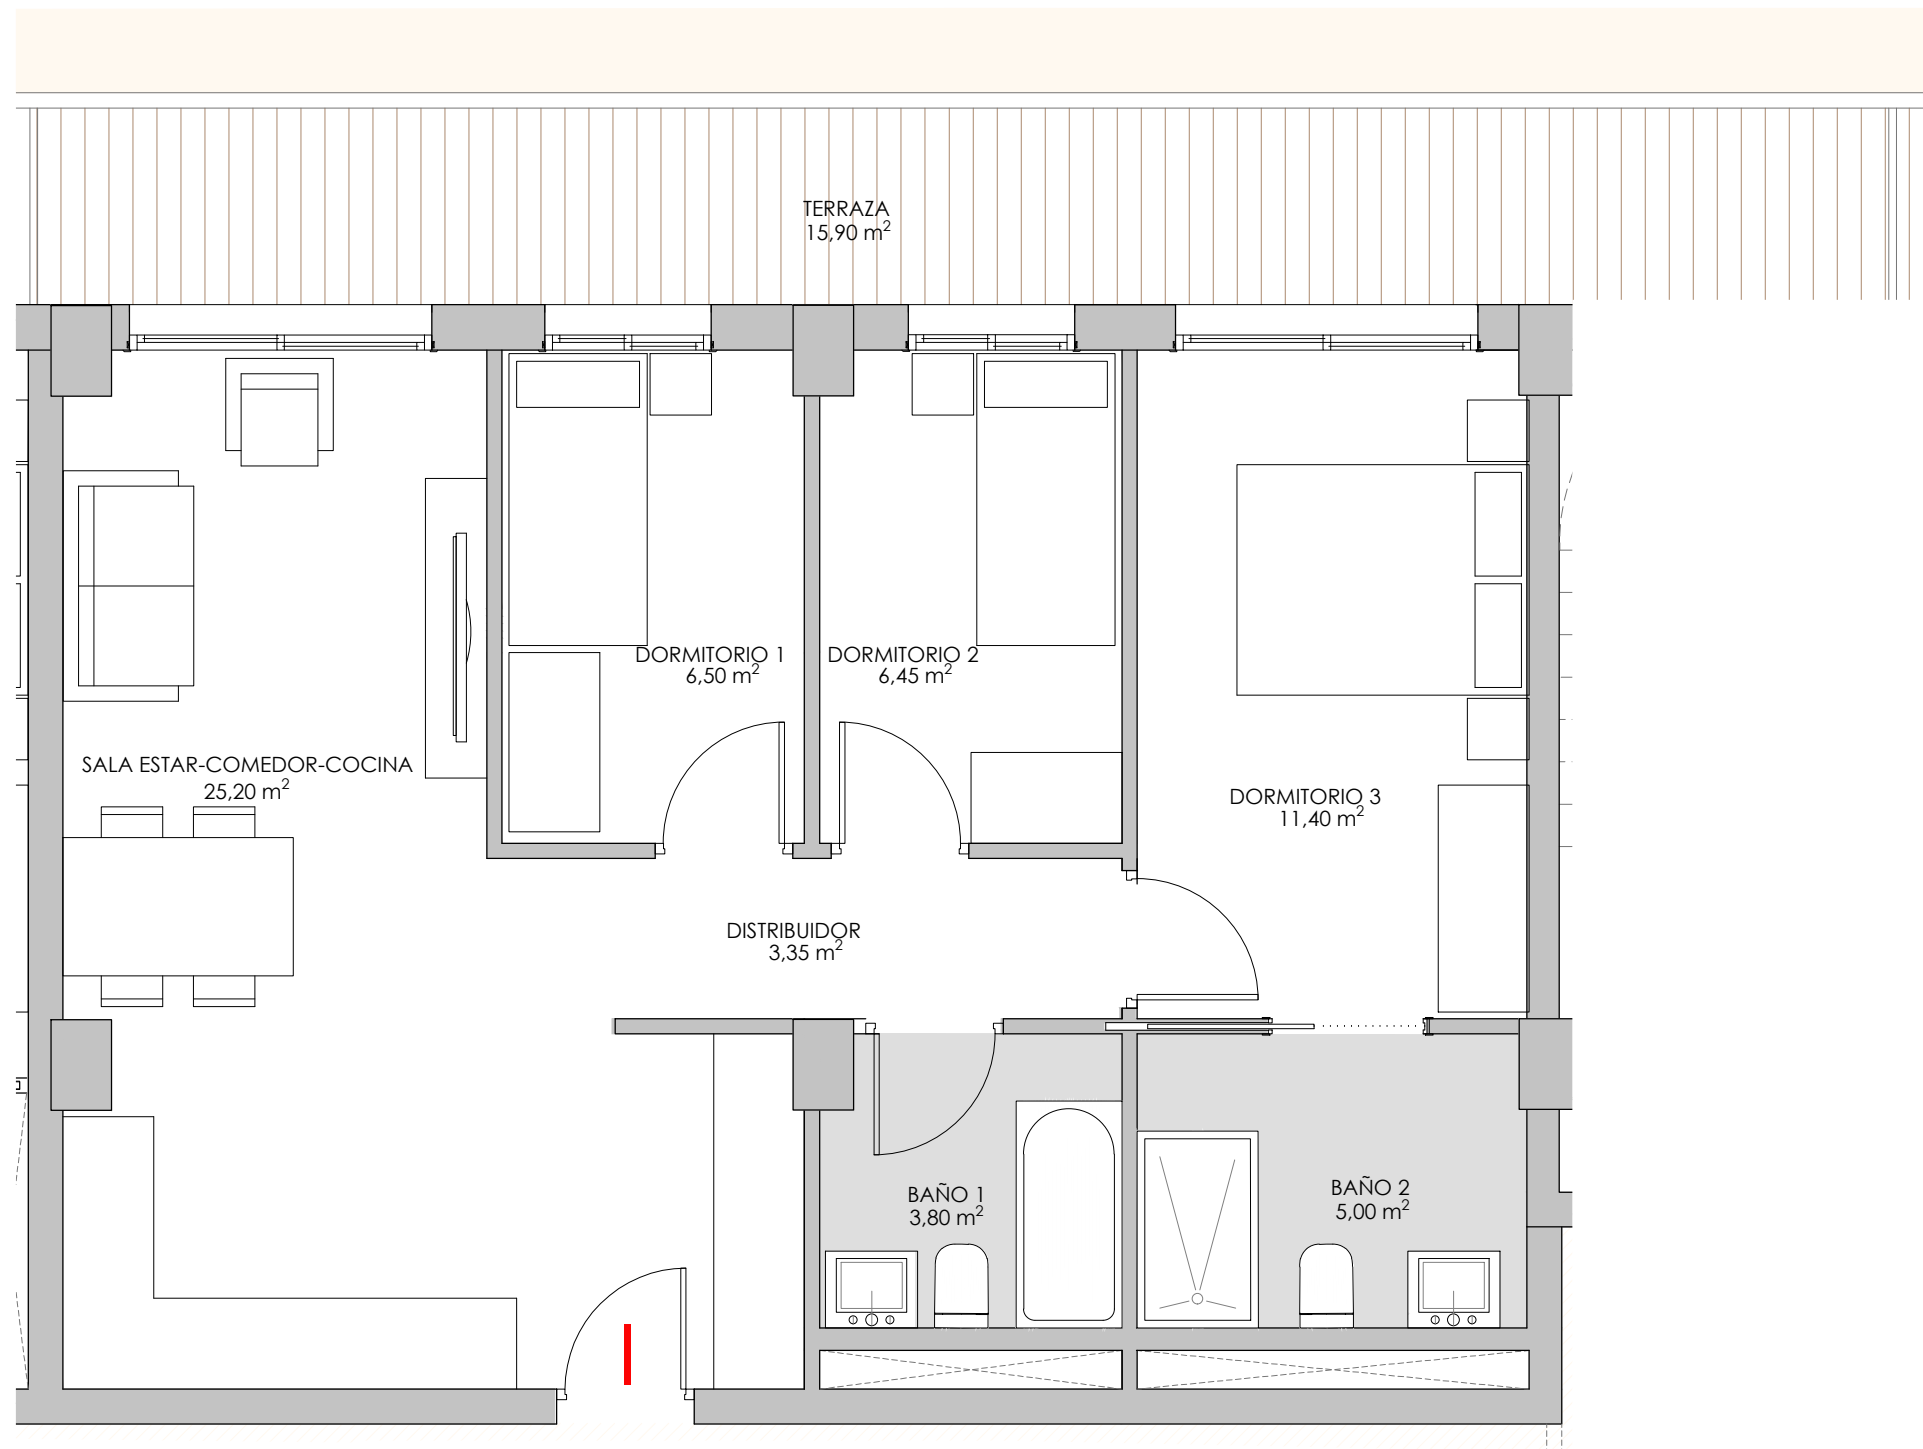 TERRAZA
15,90 m²
DORMITORIO 1
6,50 m²
DORMITORIO 2
6,45 m²
SALA ESTAR-COMEDOR-COCINA
25,20 m²
DORMITORIO 3
11,40 m²
DISTRIBUIDOR
3,35 m²
BAÑO 1
3,80 m²
BAÑO 2
5,00 m²